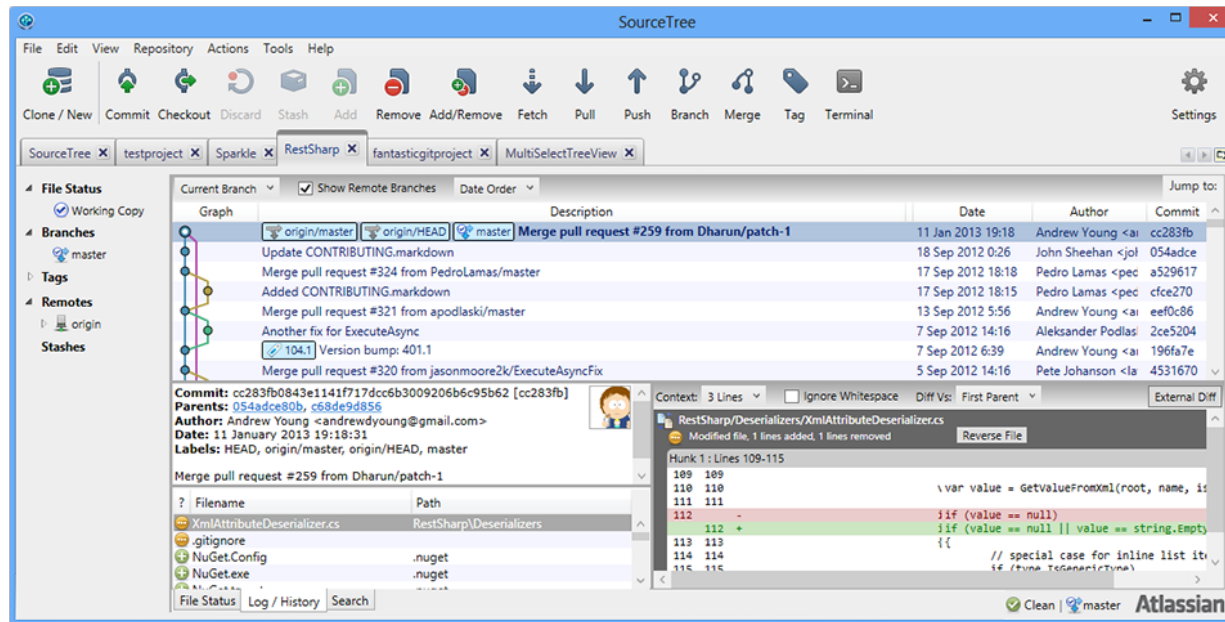 SourceTree
File Edit View Repository Actions Tools Help
Clone / New Commit Checkout Discard Stash Add Remove Add/Remove Fetch Pull Push Branch Merge Tag Terminal Settings
SourceTree testproject Sparkle RestSharp fantasticgitproject MultiSelectTreeView
File Status
Working Copy
Branches
master
Tags
Remotes
origin
Stashes
Current Branch Show Remote Branches Date Order Jump to:
Graph Description Date Author Commit
origin/master origin/HEAD master Merge pull request #259 from Dharun/patch-1 11 Jan 2013 19:18 Andrew Young <a cc283fb
Update CONTRIBUTING.markdown 18 Sep 2012 0:26 John Sheehan <jo 054adce
Merge pull request #324 from PedroLamas/master 17 Sep 2012 18:18 Pedro Lamas <ped a529617
Added CONTRIBUTING.markdown 17 Sep 2012 18:15 Pedro Lamas <ped cfce270
Merge pull request #321 from apodlaski/master 13 Sep 2012 5:56 Andrew Young <a eef0c86
Another fix for ExecuteAsync 7 Sep 2012 14:16 Aleksander Podlas 2ce5204
104.1 Version bump: 401.1 7 Sep 2012 6:39 Andrew Young <a 196fa7e
Merge pull request #320 from jasonmoore2k/ExecuteAsyncFix 5 Sep 2012 14:16 Pete Johanson <la 4531670
Commit: cc283fb0843e1141f717dcc6b3009206b6c95b62 [cc283fb]
Parents: 054adce80b, c68de9d856
Author: Andrew Young <andrewdyoung@gmail.com>
Date: 11 January 2013 19:18:31
Labels: HEAD, origin/master, origin/HEAD, master
Merge pull request #259 from Dharun/patch-1
? Filename Path
XmlAttributeDeserializer.cs RestSharp\Deserializers
.gitignore
NuGet.Config .nuget
NuGet.exe .nuget
File Status Log / History Search
Context: 3 Lines Ignore Whitespace Diff Vs: First Parent External Diff
RestSharp/Deserializers/XmlAttributeDeserializer.cs
Modified file, 1 lines added, 1 lines removed Reverse File
Hunk 1 : Lines 109-115
109 109
110 110 var value = GetValueFromXml(root, name, is
111 111
112 - if (value == null)
112 + if (value == null || value == string.Empty
113 113 {
114 114 // special case for inline list ite
115 115 if (type.IsGenericType)
Clean | master Atlassian